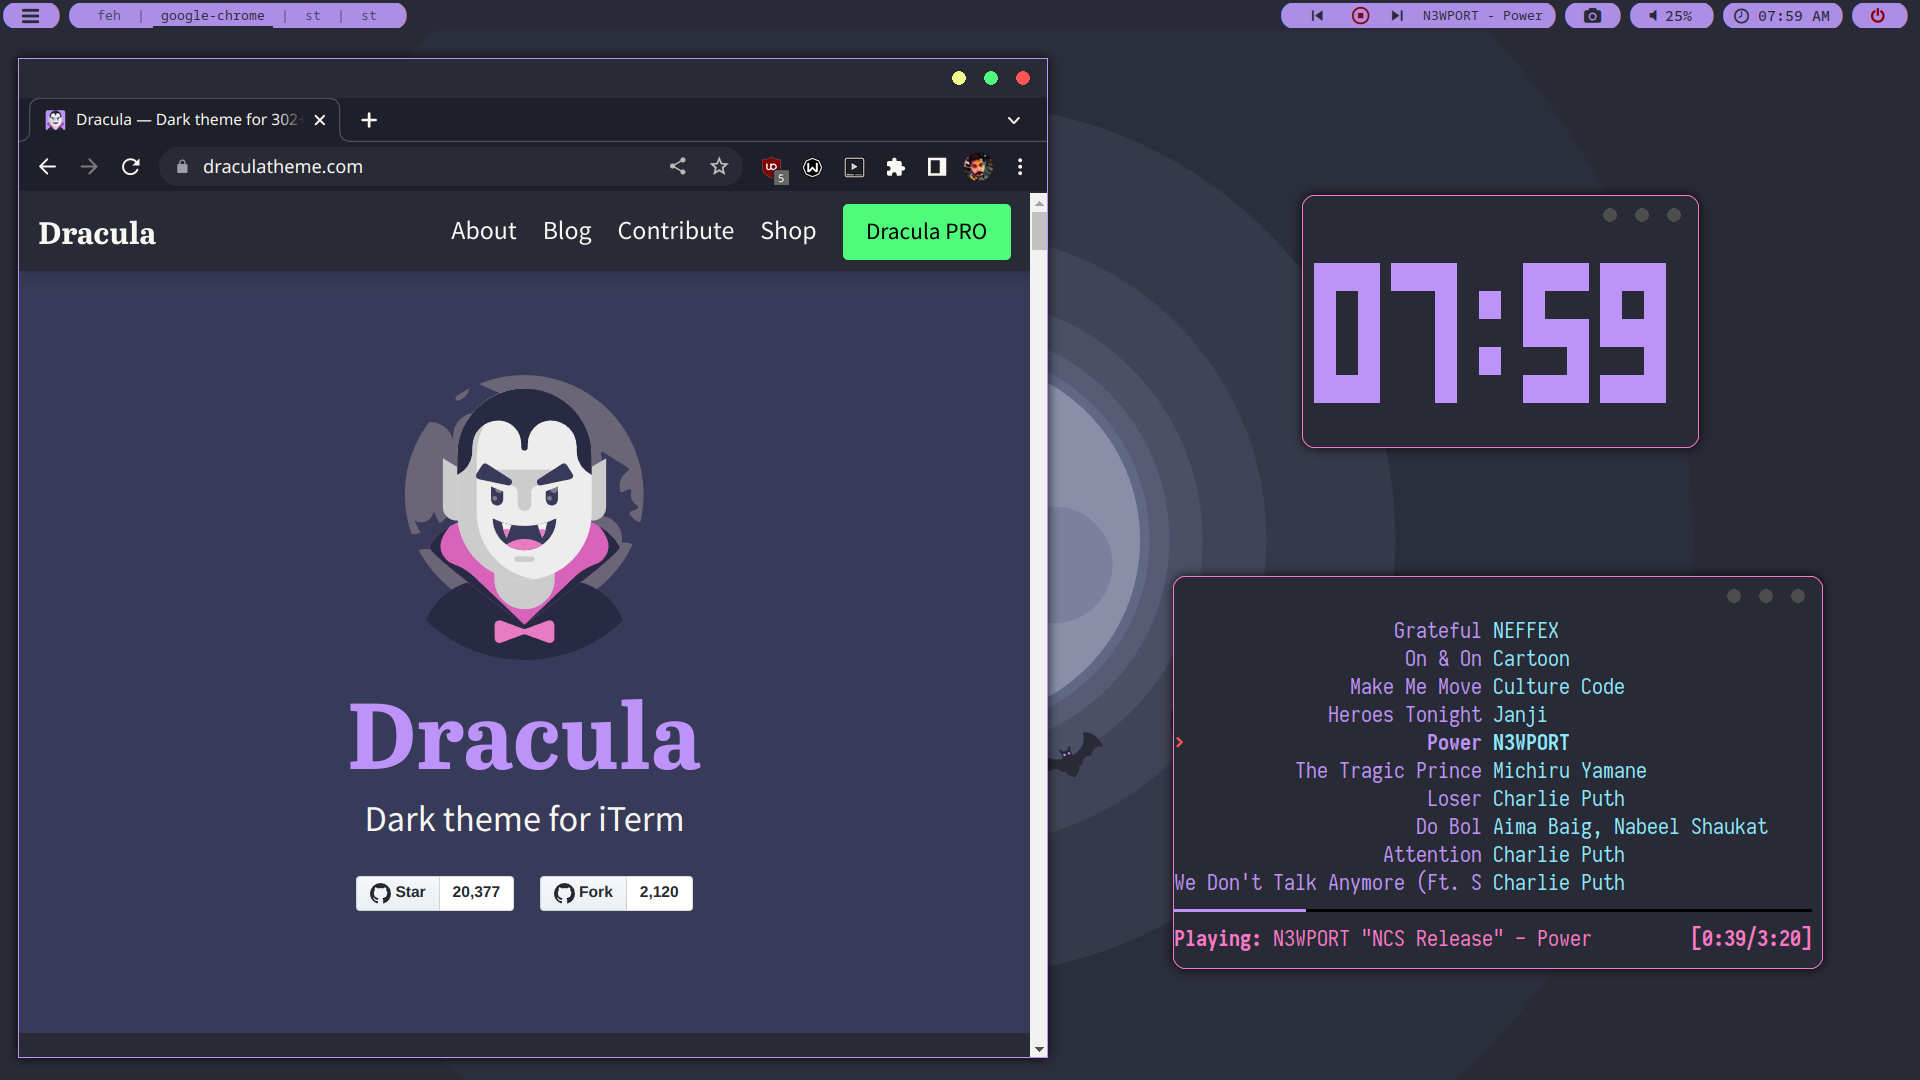 feh | google-chrome | st | st
N3WPORT - Power
25%
07:59 AM
Dracula — Dark theme for 302
draculatheme.com
5
Dracula
About Blog Contribute Shop Dracula PRO
Dracula
Dark theme for iTerm
Star 20,377 Fork 2,120
07:59
Grateful NEFFEX
On & On Cartoon
Make Me Move Culture Code
Heroes Tonight Janji
> Power N3WPORT
The Tragic Prince Michiru Yamane
Loser Charlie Puth
Do Bol Aima Baig, Nabeel Shaukat
Attention Charlie Puth
We Don't Talk Anymore (Ft. S Charlie Puth
Playing: N3WPORT "NCS Release" - Power [0:39/3:20]